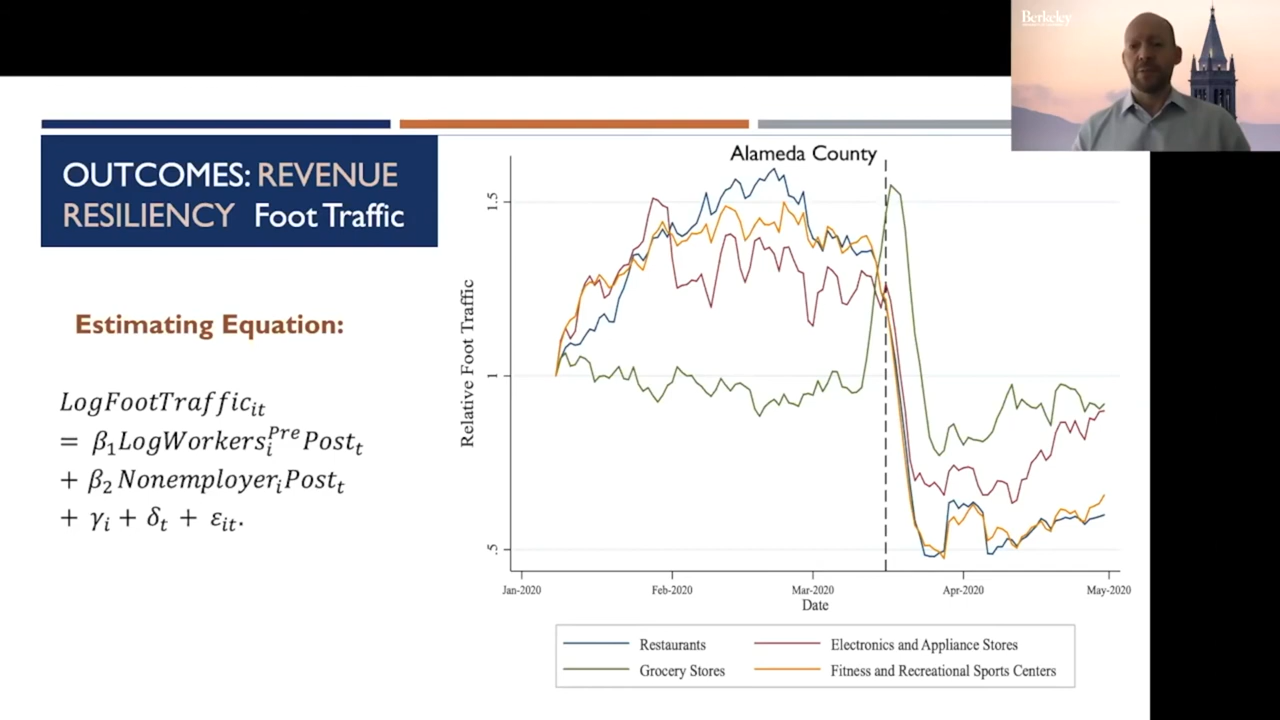 Berkeley
OUTCOMES: REVENUE
RESILIENCY Foot Traffic
Estimating Equation:
LogFootTraffic_it
= β₁LogWorkers_i^Pre Post_t
+ β₂Nonemployer_iPost_t
+ γ_i + δ_t + ε_it.
Alameda County
Relative Foot Traffic
1.5
1
.5
Jan-2020 Feb-2020 Mar-2020 Apr-2020 May-2020
Date
Restaurants Electronics and Appliance Stores
Grocery Stores Fitness and Recreational Sports Centers